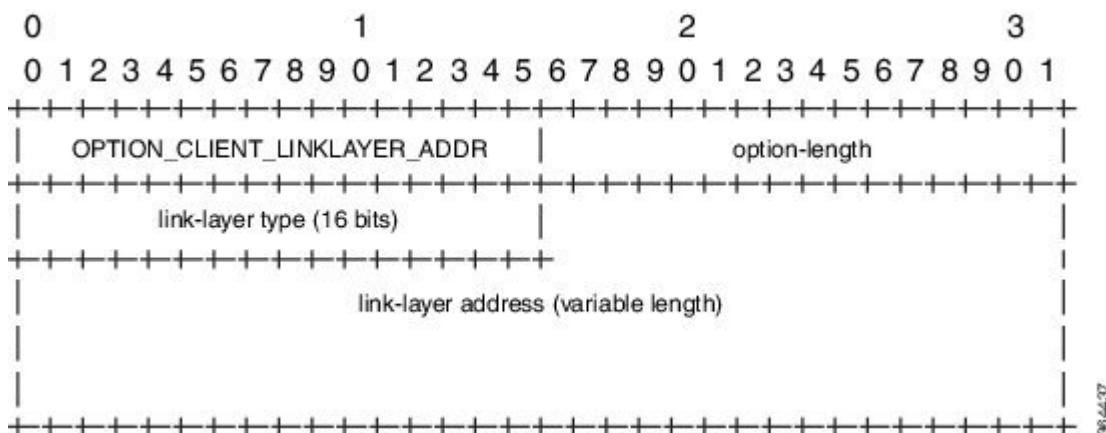 0 1 2 3
0 1 2 3 4 5 6 7 8 9 0 1 2 3 4 5 6 7 8 9 0 1 2 3 4 5 6 7 8 9 0 1
OPTION_CLIENT_LINKLAYER_ADDR option-length
link-layer type (16 bits)
link-layer address (variable length)